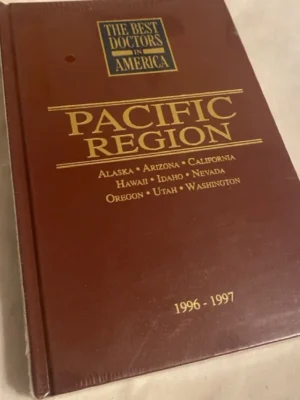 THE BEST
DOCTORS IN
AMERICA
PACIFIC
REGION
ALASKA • ARIZONA • CALIFORNIA
HAWAII • IDAHO • NEVADA
OREGON • UTAH • WASHINGTON
1996 - 1997